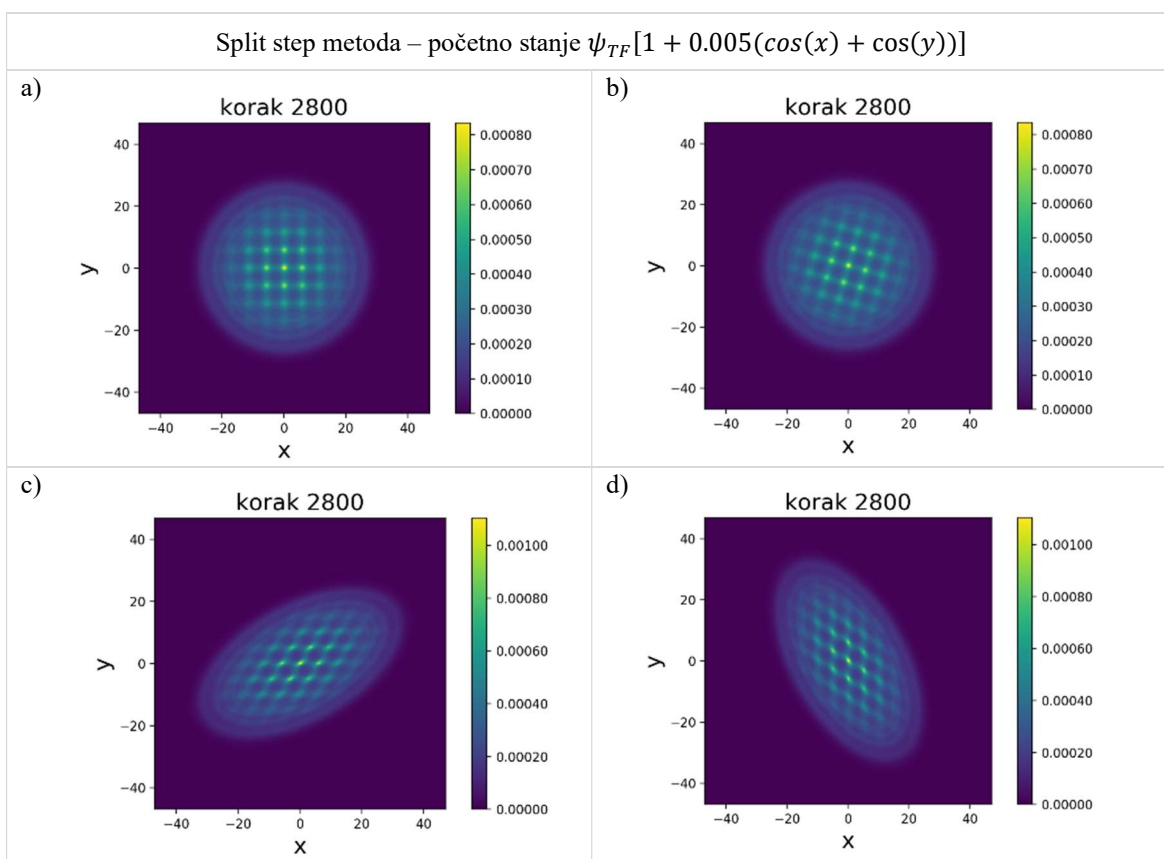 Split step metoda – početno stanje ψ_TF[1 + 0.005(cos(x) + cos(y))]
a)
korak 2800
40
20
0
−20
−40
y
−40 −20 0 20 40
x
0.00080
0.00070
0.00060
0.00050
0.00040
0.00030
0.00020
0.00010
0.00000
b)
korak 2800
40
20
0
−20
−40
y
−40 −20 0 20 40
x
0.00080
0.00070
0.00060
0.00050
0.00040
0.00030
0.00020
0.00010
0.00000
c)
korak 2800
40
20
0
−20
−40
y
−40 −20 0 20 40
x
0.00100
0.00080
0.00060
0.00040
0.00020
0.00000
d)
korak 2800
40
20
0
−20
−40
y
−40 −20 0 20 40
x
0.00100
0.00080
0.00060
0.00040
0.00020
0.00000